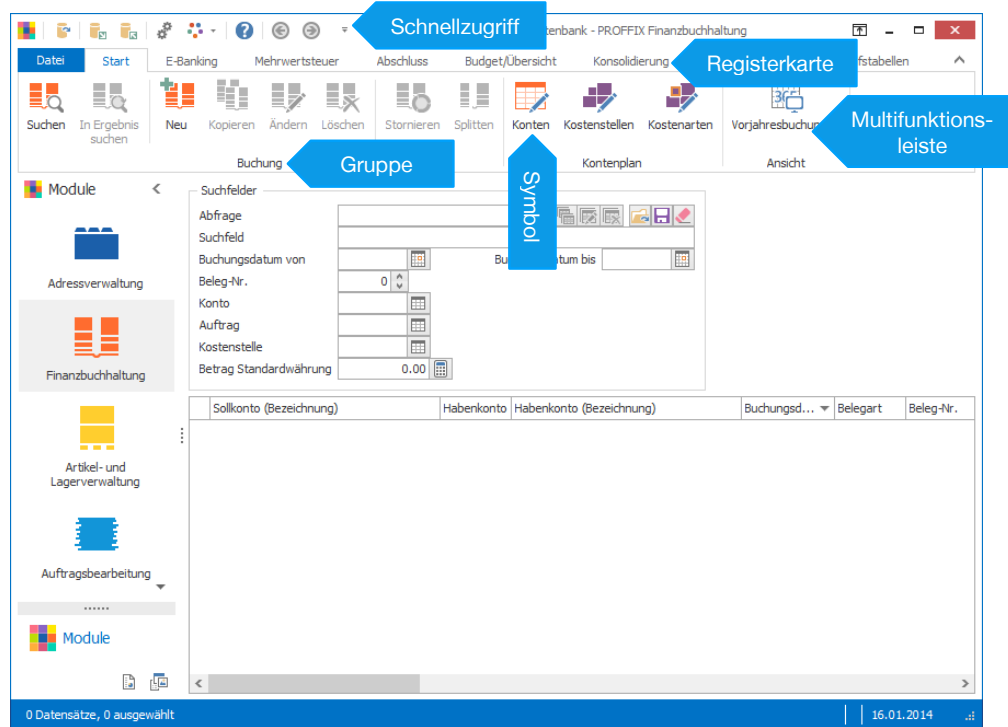 Schnellzugriff
tenbank - PROFFIX Finanzbuchhaltung
Datei Start E-Banking Mehrwertsteuer Abschluss Budget/Übersicht Konsolidierung Registerkarte fstabellen
Suchen In Ergebnis suchen Neu Kopieren Ändern Löschen Stornieren Splitten Konten Kostenstellen Kostenarten Vorjahresbuchun
Multifunktions-
leiste
Buchung Gruppe Kontenplan Ansicht
Symbol
Module
Suchfelder
Abfrage
Suchfeld
Buchungsdatum von Bu tum bis
Beleg-Nr. 0
Konto
Auftrag
Kostenstelle
Betrag Standardwährung 0.00
Adressverwaltung
Finanzbuchhaltung
Artikel- und
Lagerverwaltung
Auftragsbearbeitung
Module
Sollkonto (Bezeichnung) Habenkonto Habenkonto (Bezeichnung) Buchungsd... Belegart Beleg-Nr.
0 Datensätze, 0 ausgewählt 16.01.2014